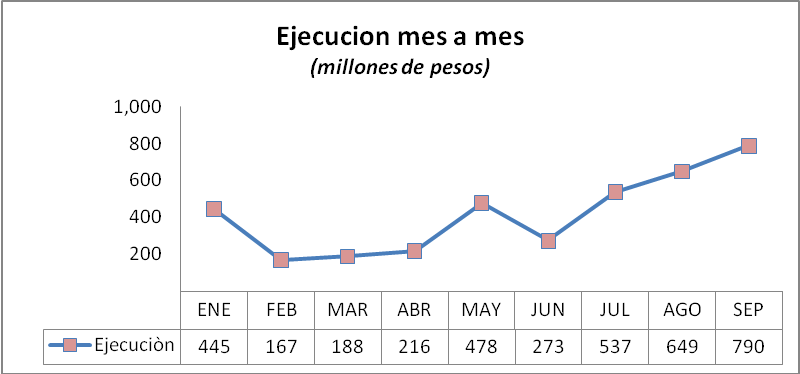 Ejecucion mes a mes
(millones de pesos)
1,000
800
600
400
200
ENE FEB MAR ABR MAY JUN JUL AGO SEP
Ejecuciòn 445 167 188 216 478 273 537 649 790